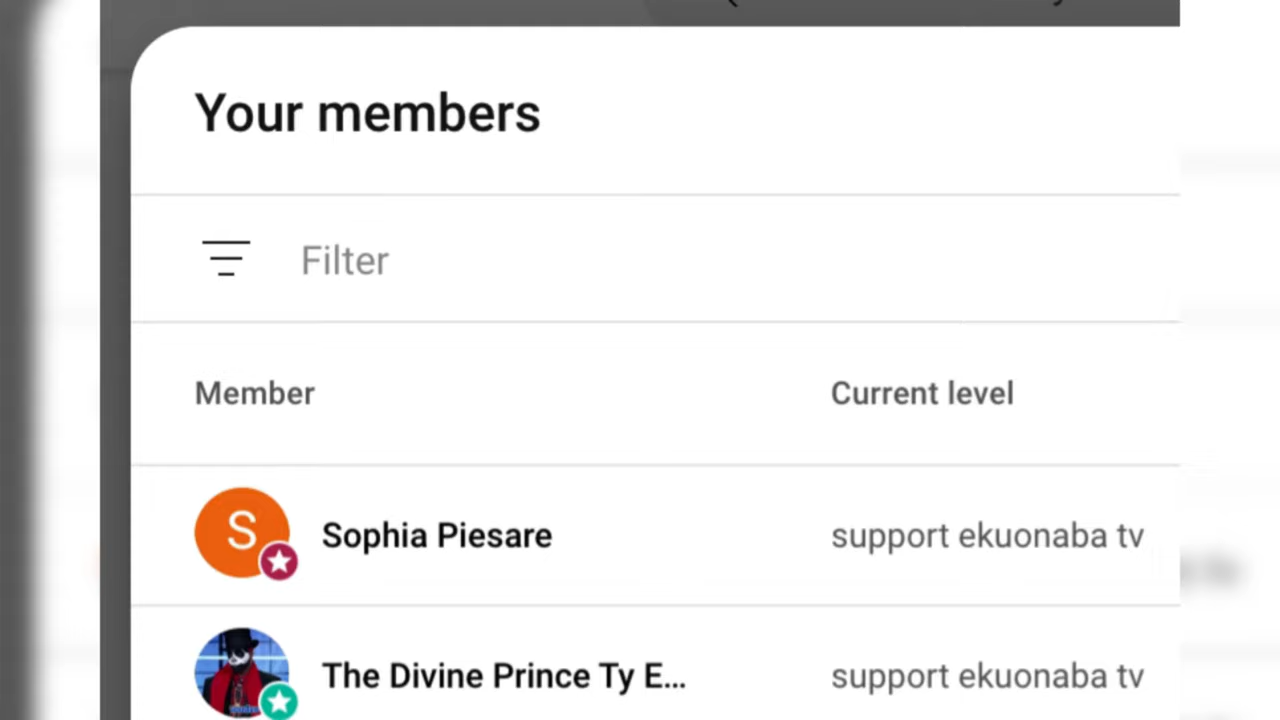 Your members
Filter
Member Current level
S Sophia Piesare support ekuonaba tv
The Divine Prince Ty E... support ekuonaba tv